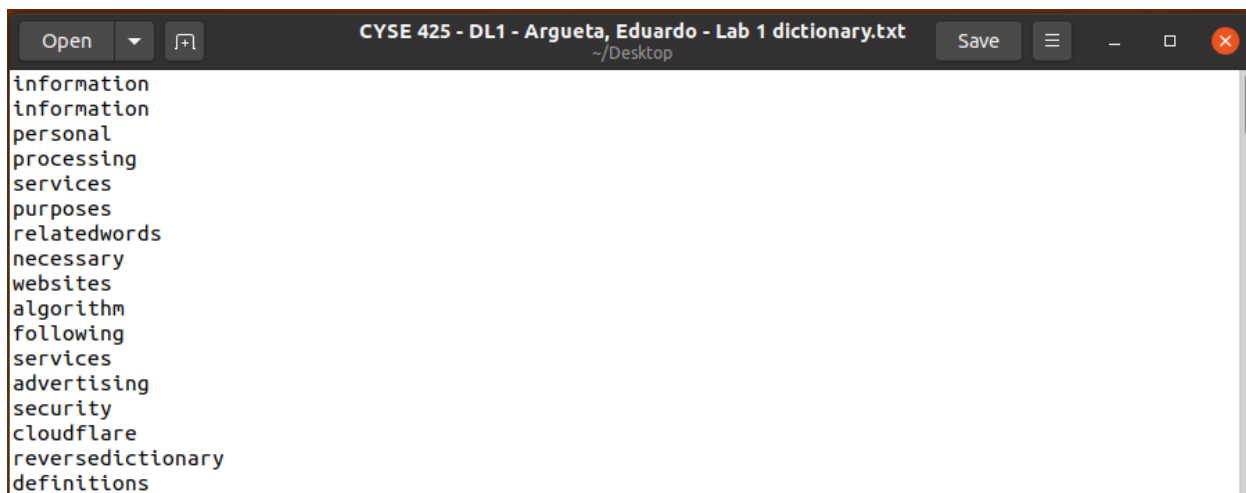 Open
CYSE 425 - DL1 - Argueta, Eduardo - Lab 1 dictionary.txt
~/Desktop
Save
information
information
personal
processing
services
purposes
relatedwords
necessary
websites
algorithm
following
services
advertising
security
cloudflare
reversedictionary
definitions